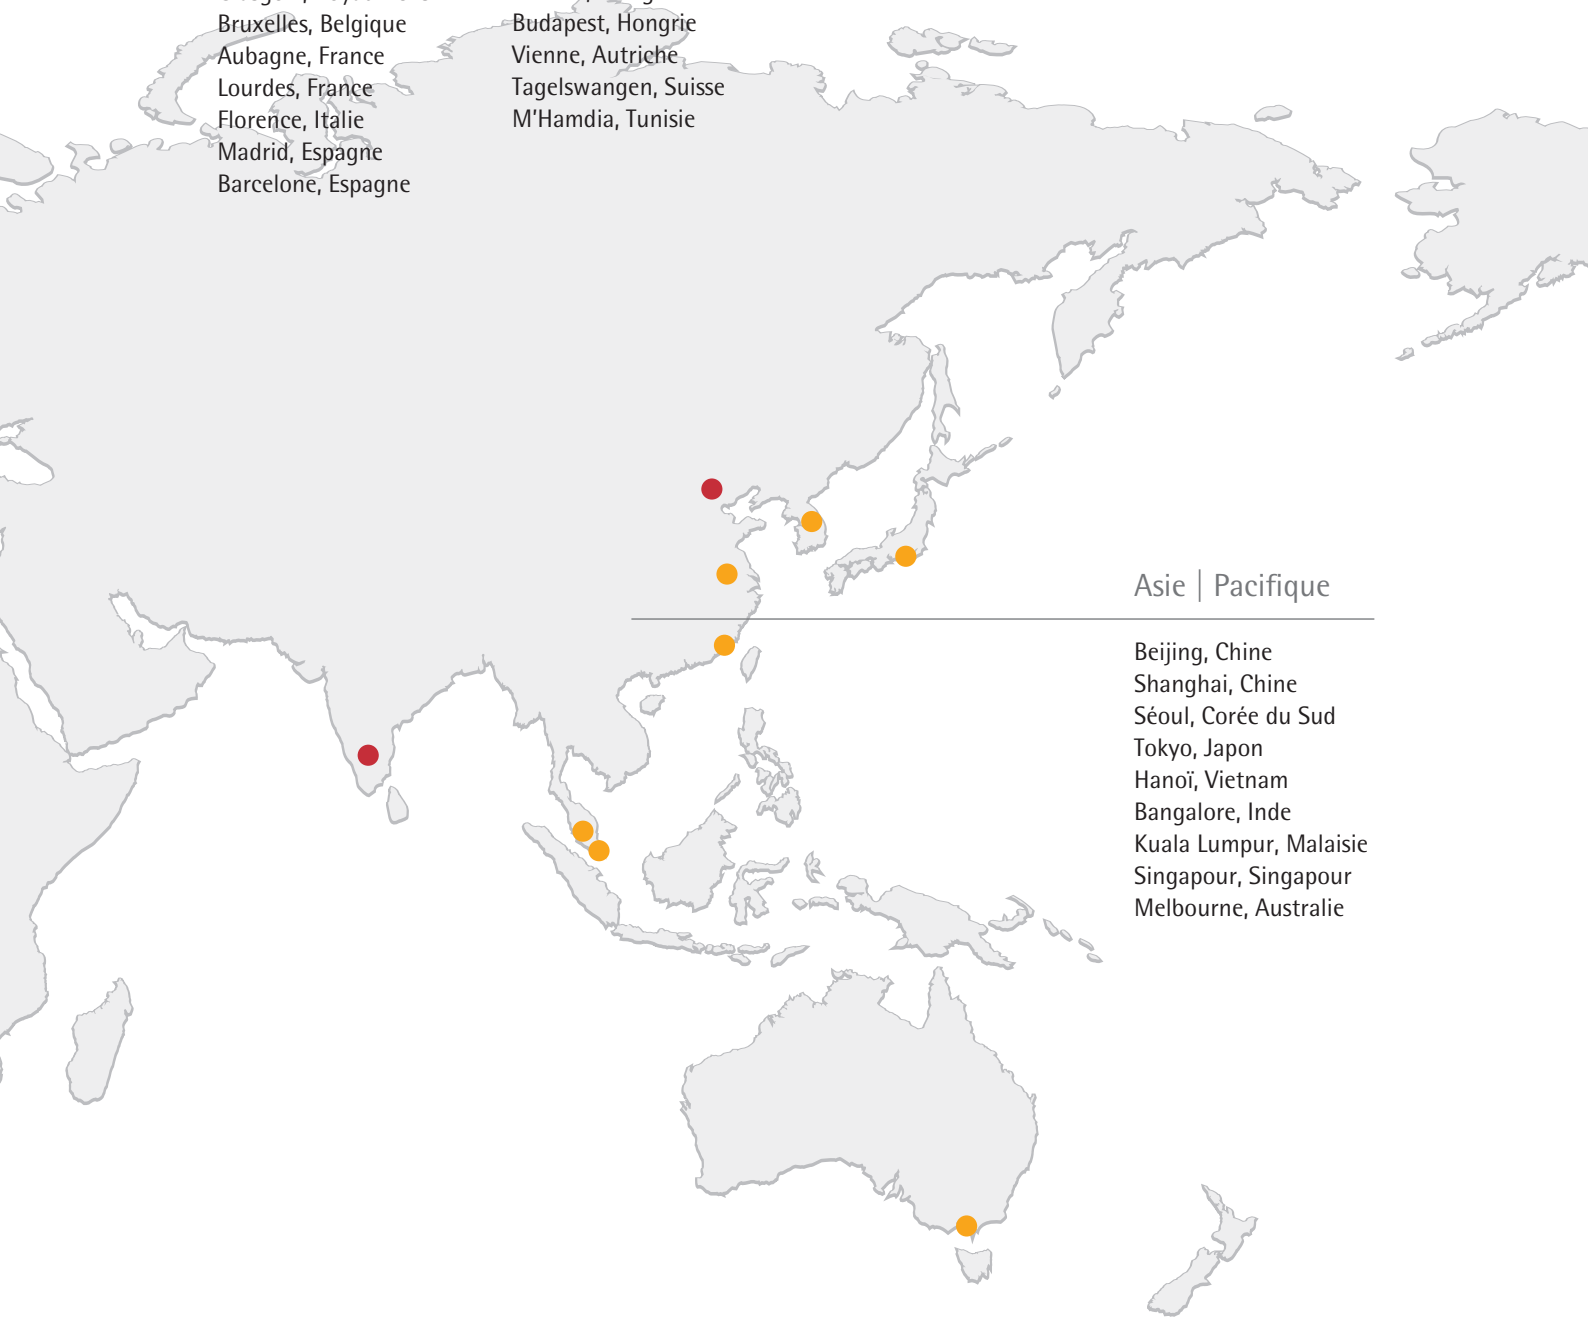 Bruxelles, Belgique
Aubagne, France
Lourdes, France
Florence, Italie
Madrid, Espagne
Barcelone, Espagne
Budapest, Hongrie
Vienne, Autriche
Tagelswangen, Suisse
M'Hamdia, Tunisie
Asie | Pacifique
Beijing, Chine
Shanghai, Chine
Séoul, Corée du Sud
Tokyo, Japon
Hanoï, Vietnam
Bangalore, Inde
Kuala Lumpur, Malaisie
Singapour, Singapour
Melbourne, Australie